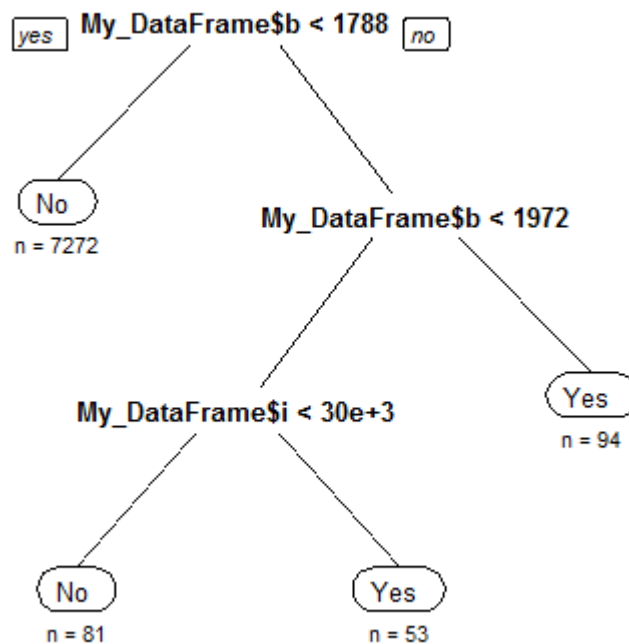 yes My_DataFrame$b < 1788 no
No
n = 7272
My_DataFrame$b < 1972
My_DataFrame$i < 30e+3
Yes
n = 94
No
n = 81
Yes
n = 53